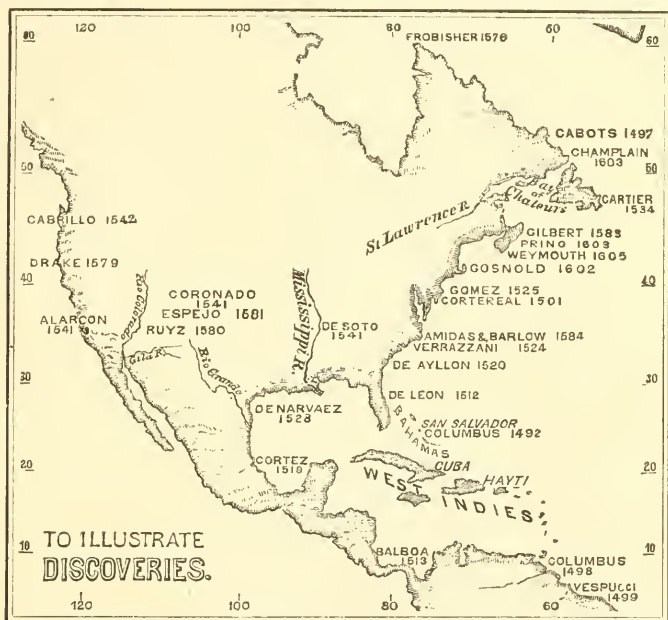 120
100
80
60
80
60
FROBISHER 1576
CABOTS 1497
CHAMPLAIN
1603
50
50
Bay
of
Chaleurs
CARTIER
1534
St Lawrence R.
CABRILLO 1542
GILBERT 1583
PRING 1603
WEYMOUTH 1605
GOSNOLD 1602
DRAKE 1579
40
40
Rio Colorado
CORONADO
1541
ESPEJO 1581
RUYZ 1580
Mississippi R.
GOMEZ 1525
CORTEREAL 1501
ALARCON
1541
DE SOTO
1541
AMIDAS & BARLOW 1584
VERRAZZANI 1524
Gila R.
Rio Grande
DE AYLLON 1520
30
30
DE LEON 1512
DE NARVAEZ
1528
BAHAMAS
SAN SALVADOR
COLUMBUS 1492
20
20
CORTEZ
1519
CUBA
HAYTI
WEST INDIES
TO ILLUSTRATE
DISCOVERIES.
10
10
BALBOA
1513
COLUMBUS
1498
VESPUCCI
1499
120
100
80
60